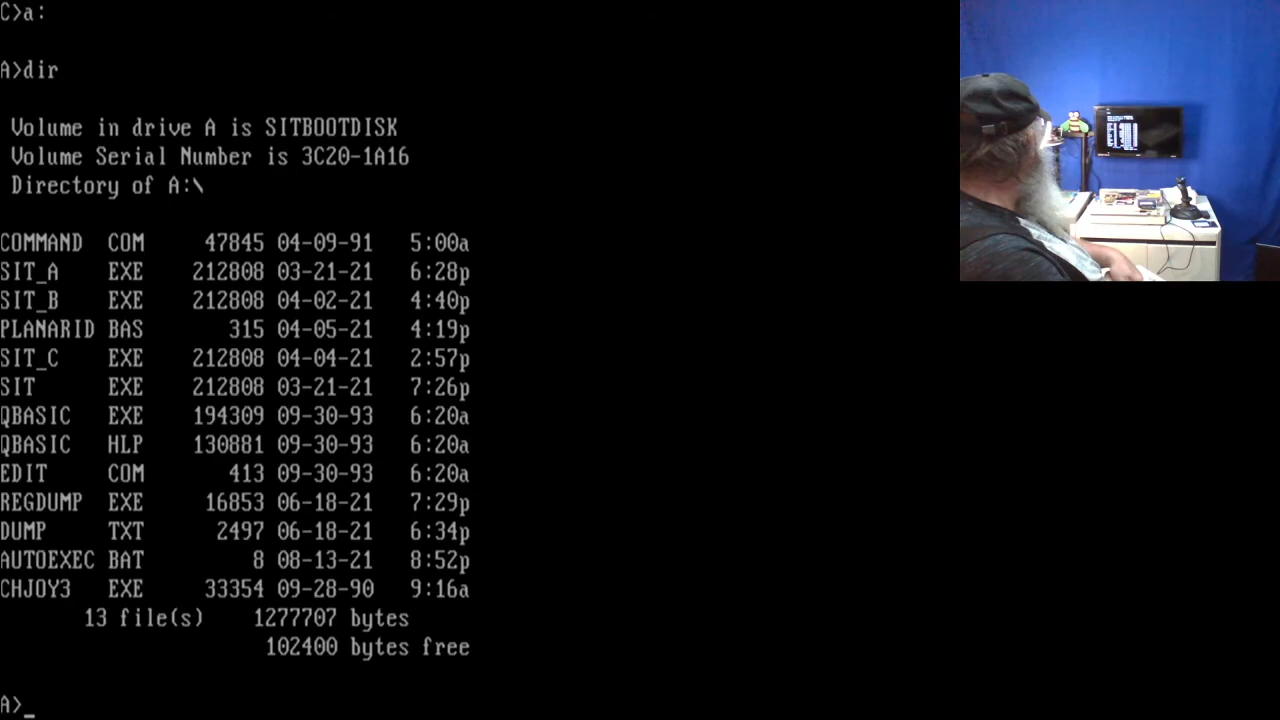 C>a:
A>dir
Volume in drive A is SITBOOTDISK
Volume Serial Number is 3C20-1A16
Directory of A:\
COMMAND COM 47845 04-09-91 5:00a
SIT_A EXE 212808 03-21-21 6:28p
SIT_B EXE 212808 04-02-21 4:40p
PLANARID BAS 315 04-05-21 4:19p
SIT_C EXE 212808 04-04-21 2:57p
SIT EXE 212808 03-21-21 7:26p
QBASIC EXE 194309 09-30-93 6:20a
QBASIC HLP 130881 09-30-93 6:20a
EDIT COM 413 09-30-93 6:20a
REGDUMP EXE 16853 06-18-21 7:29p
DUMP TXT 2497 06-18-21 6:34p
AUTOEXEC BAT 8 08-13-21 8:52p
CHJOY3 EXE 33354 09-28-90 9:16a
13 file(s) 1277707 bytes
102400 bytes free
A>_